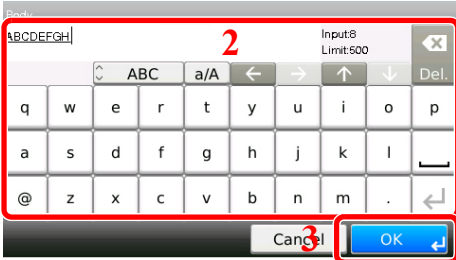 Body
ABCDEFGH
2
Input:8
Limit:500
ABC a/A ← → ↑ ↓ Del.
q w e r t y u i o p
a s d f g h j k l
@ z x c v b n m .
Cancel 3 OK